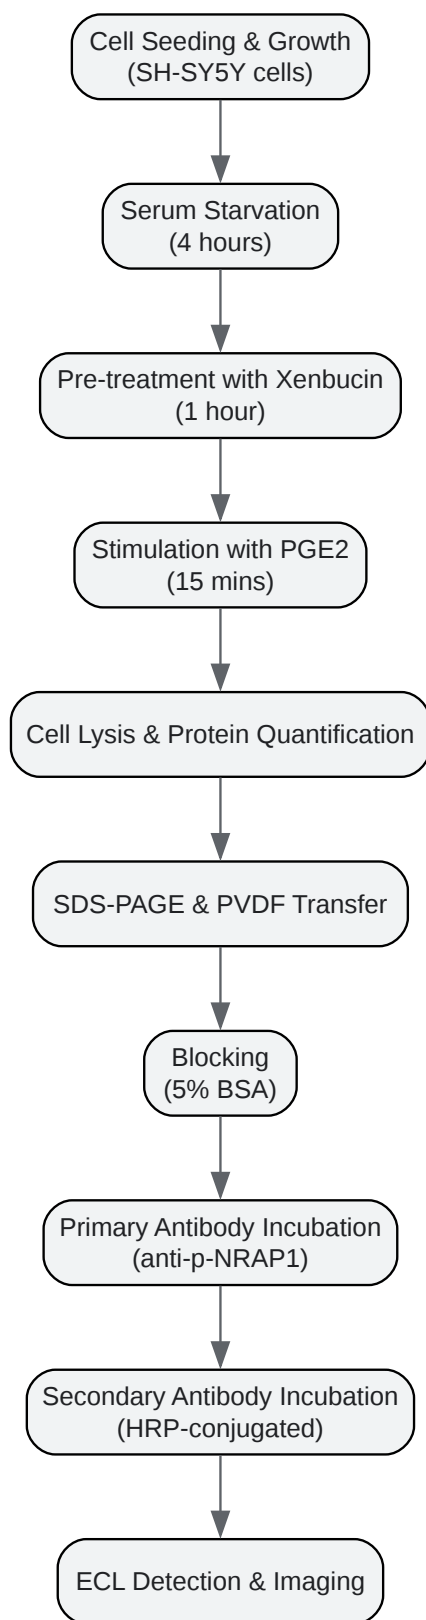 Cell Seeding & Growth
(SH-SY5Y cells)
Serum Starvation
(4 hours)
Pre-treatment with Xenbucin
(1 hour)
Stimulation with PGE2
(15 mins)
Cell Lysis & Protein Quantification
SDS-PAGE & PVDF Transfer
Blocking
(5% BSA)
Primary Antibody Incubation
(anti-p-NRAP1)
Secondary Antibody Incubation
(HRP-conjugated)
ECL Detection & Imaging